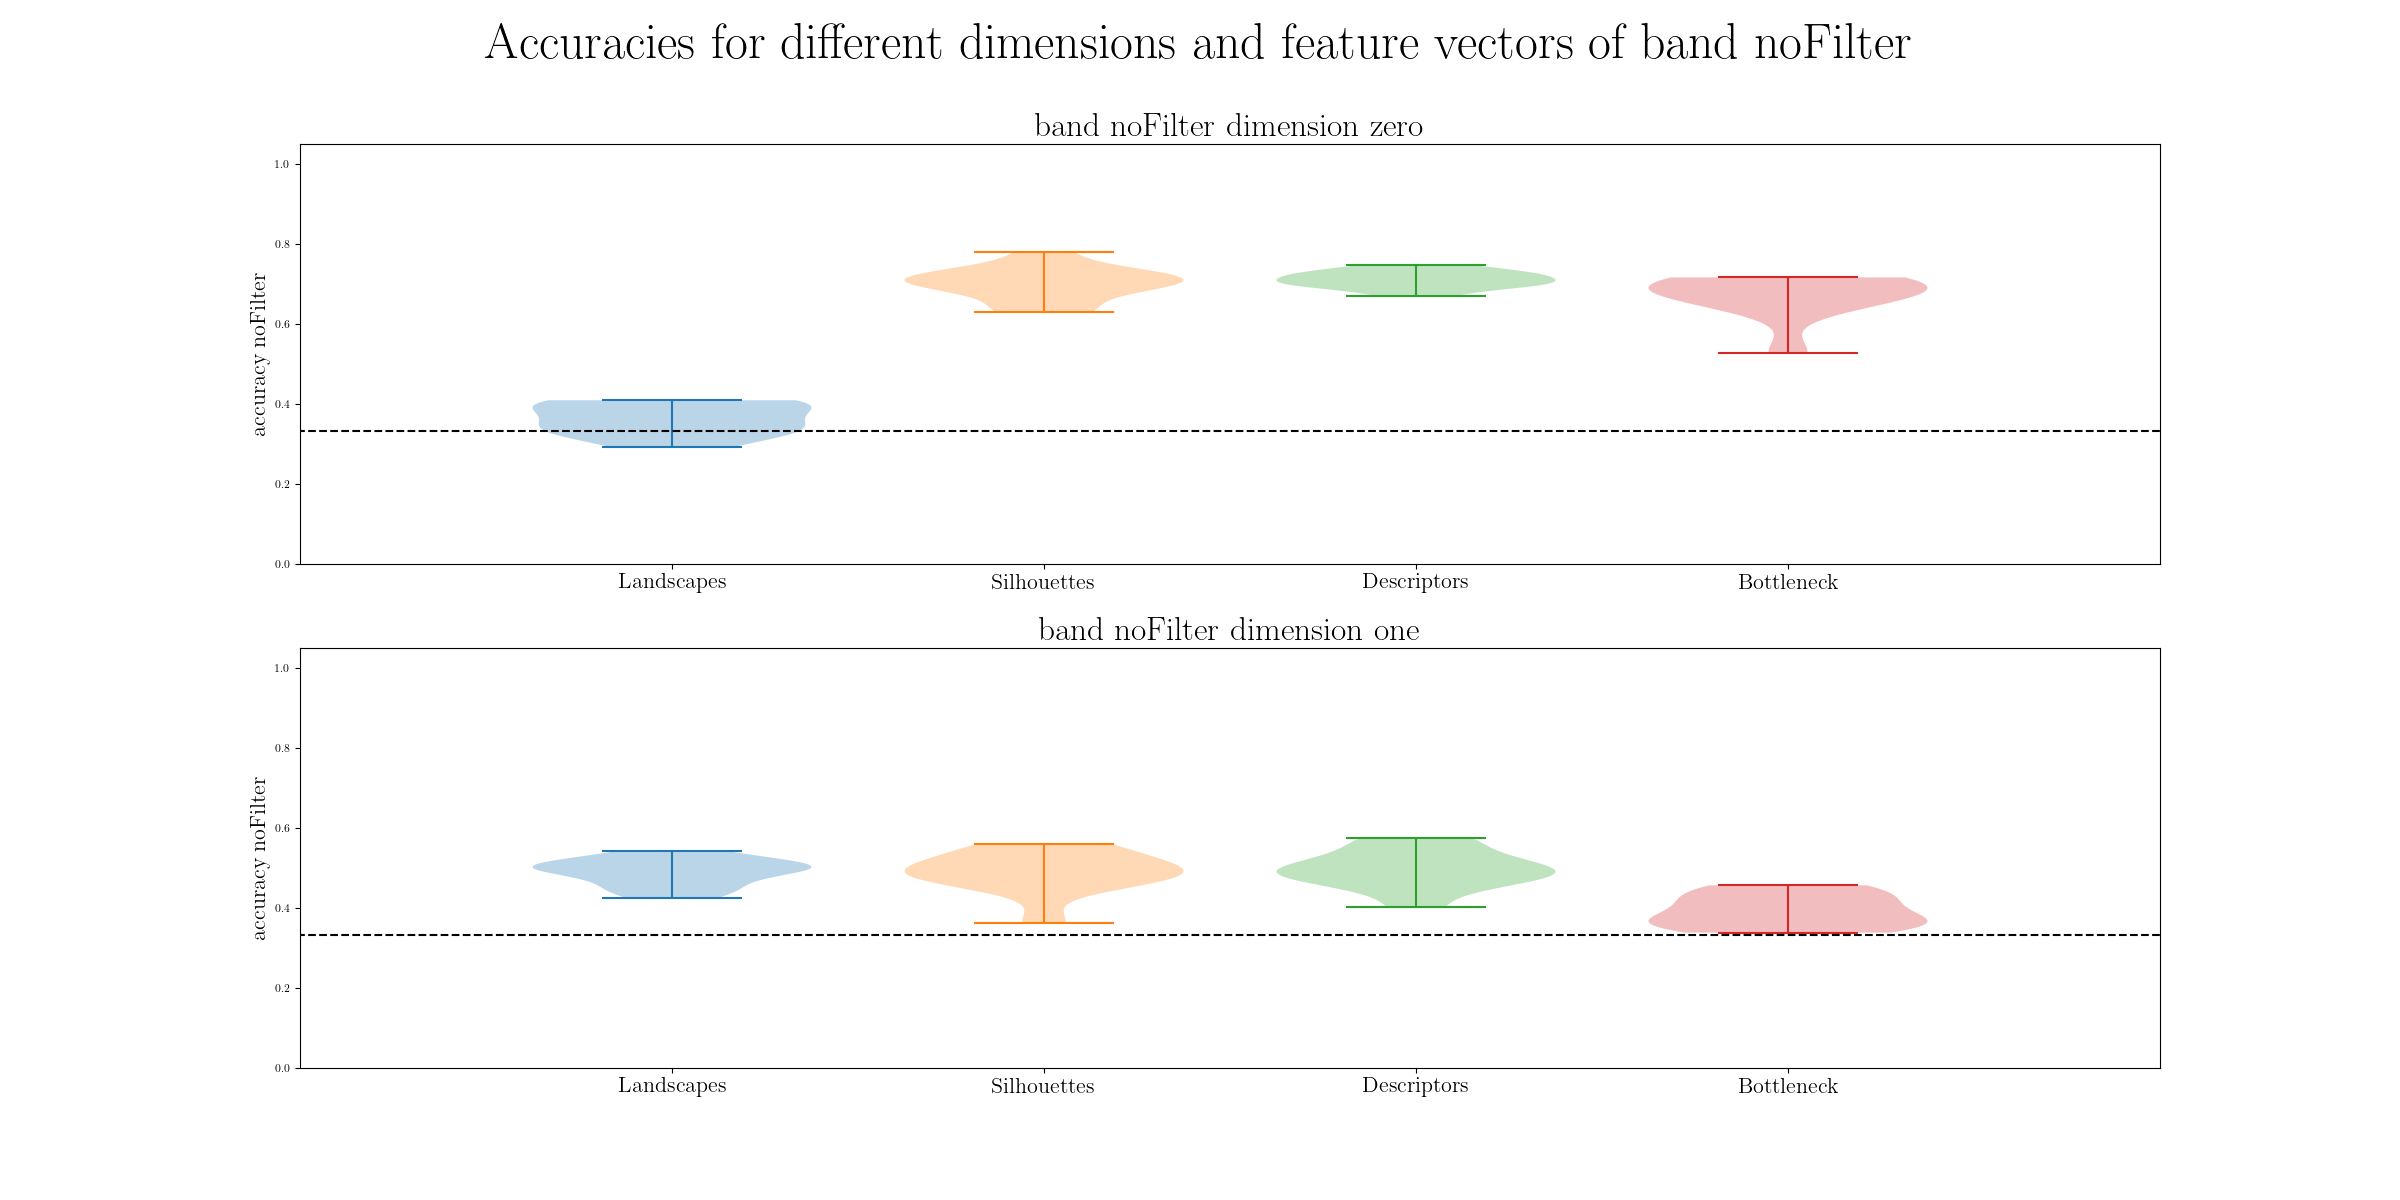 Accuracies for different dimensions and feature vectors of band noFilter
band noFilter dimension zero
accuracy noFilter
1.0
0.8
0.6
0.4
0.2
0.0
Landscapes Silhouettes Descriptors Bottleneck
band noFilter dimension one
accuracy noFilter
1.0
0.8
0.6
0.4
0.2
0.0
Landscapes Silhouettes Descriptors Bottleneck